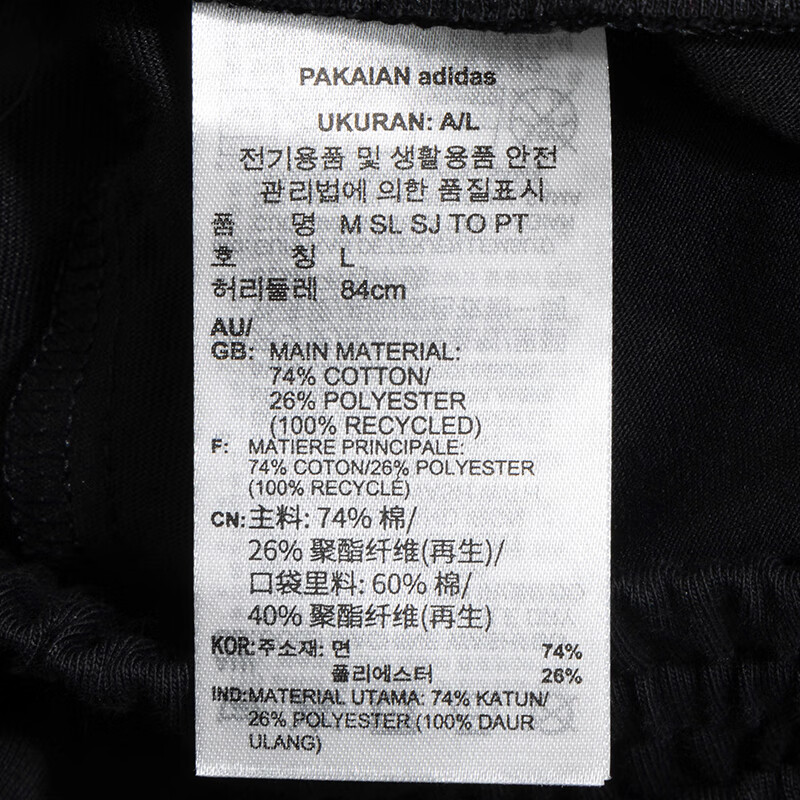 PAKAIAN adidas
UKURAN: A/L
전기용품 및 생활용품 안전
관리법에 의한 품질표시
품 명 M SL SJ TO PT
호 칭 L
허리둘레 84cm
AU/
GB: MAIN MATERIAL:
74% COTTON/
26% POLYESTER
(100% RECYCLED)
F: MATIERE PRINCIPALE:
74% COTON/26% POLYESTER
(100% RECYCLÉ)
CN:主料: 74% 棉/
26% 聚酯纤维(再生)/
口袋里料: 60% 棉/
40% 聚酯纤维(再生)
KOR:주소재: 면 74%
폴리에스터 26%
IND:MATERIAL UTAMA: 74% KATUN/
26% POLYESTER (100% DAUR
ULANG)